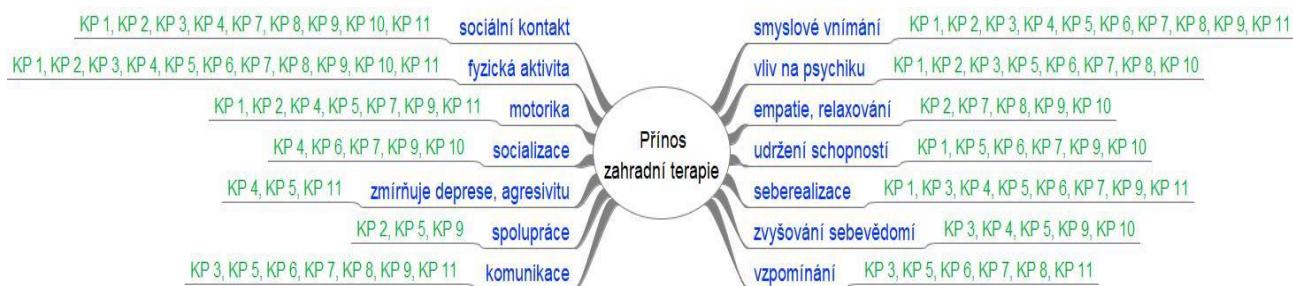 KP 1, KP 2, KP 3, KP 4, KP 7, KP 8, KP 9, KP 10, KP 11 sociální kontakt
KP 1, KP 2, KP 3, KP 4, KP 5, KP 6, KP 7, KP 8, KP 9, KP 10, KP 11 fyzická aktivita
KP 1, KP 2, KP 4, KP 5, KP 7, KP 9, KP 11 motorika
KP 4, KP 6, KP 7, KP 9, KP 10 socializace
KP 4, KP 5, KP 11 zmírňuje deprese, agresivitu
KP 2, KP 5, KP 9 spolupráce
KP 3, KP 5, KP 6, KP 7, KP 8, KP 9, KP 11 komunikace
Přínos
zahradní terapie
smyslové vnímání KP 1, KP 2, KP 3, KP 4, KP 5, KP 6, KP 7, KP 8, KP 9, KP 11
vliv na psychiku KP 1, KP 2, KP 3, KP 5, KP 6, KP 7, KP 8, KP 10
empatie, relaxování KP 2, KP 7, KP 8, KP 9, KP 10
udržení schopností KP 1, KP 5, KP 6, KP 7, KP 9, KP 10
seberealizace KP 1, KP 3, KP 4, KP 5, KP 6, KP 7, KP 9, KP 11
zvyšování sebevědomí KP 3, KP 4, KP 5, KP 9, KP 10
vzpomínání KP 3, KP 5, KP 6, KP 7, KP 8, KP 11